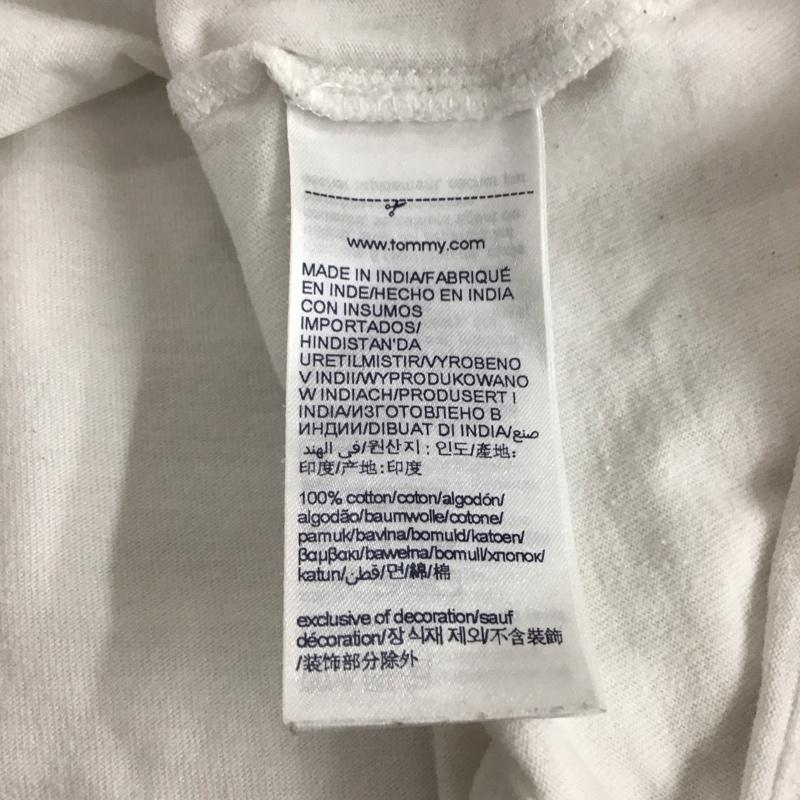 www.tommy.com
MADE IN INDIA/FABRIQUÉ
EN INDE/HECHO EN INDIA
CON INSUMOS
IMPORTADOS/
HINDISTAN'DA
URETILMISTIR/VYROBENO
V INDII/WYPRODUKOWANO
W INDIACH/PRODUSERT I
INDIA/ИЗГОТОВЛЕНО В
ИНДИИ/DIBUAT DI INDIA/صنع
في الهند/원산지 : 인도/產地:
印度/产地:印度
100% cotton/coton/algodón/
algodão/baumwolle/cotone/
pamuk/bavlna/bomuld/katoen/
βαμβακι/bawełna/bomull/хлопок/
katun/قطن/면/綿/棉
exclusive of decoration/sauf
décoration/장식재 제외/不含裝飾
/装饰部分除外